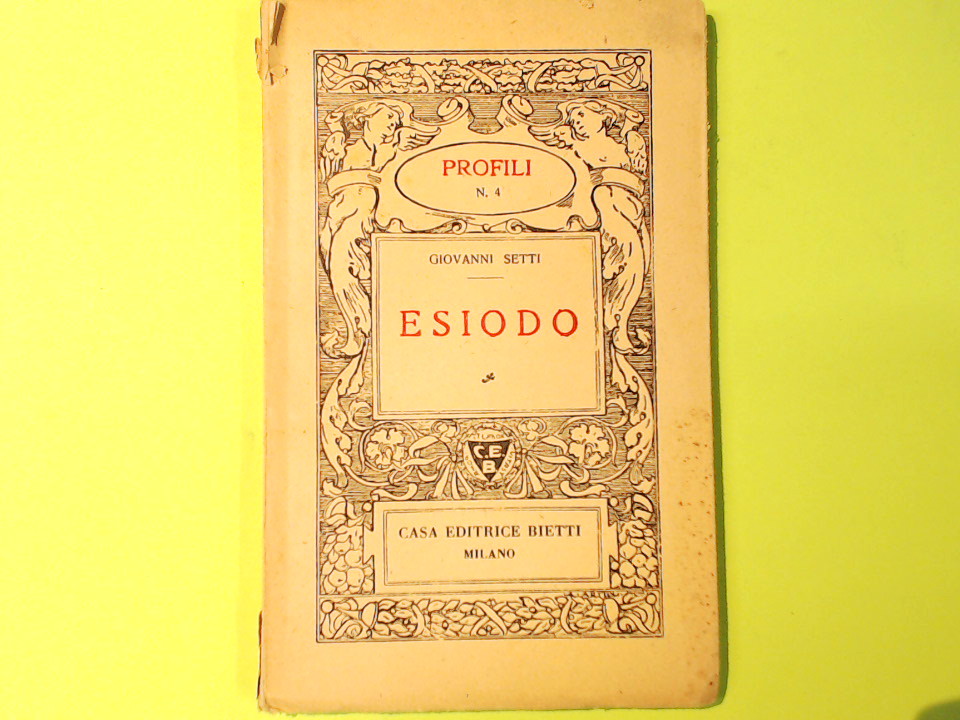 PROFILI
N. 4
GIOVANNI SETTI
ESIODO
C.E.
B
CASA EDITRICE BIETTI
MILANO